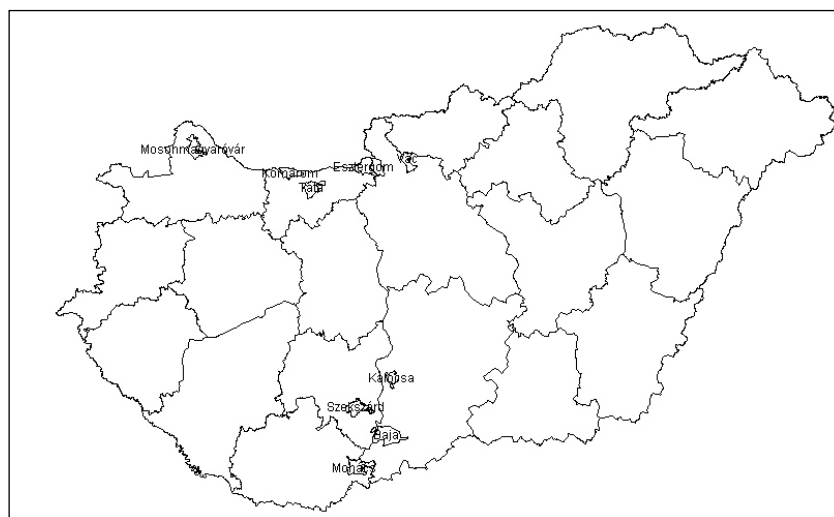 Mosonmagyaróvár
Vác
Esztergom
Komárom
Tata
Kalocsa
Szekszárd
Baja
Mohács